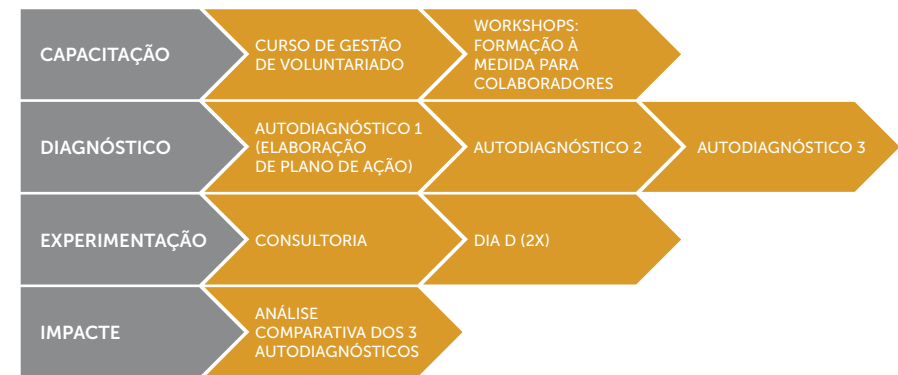 CAPACITAÇÃO
CURSO DE GESTÃO
DE VOLUNTARIADO
WORKSHOPS:
FORMAÇÃO À
MEDIDA PARA
COLABORADORES
DIAGNÓSTICO
AUTODIAGNÓSTICO 1
(ELABORAÇÃO
DE PLANO DE AÇÃO)
AUTODIAGNÓSTICO 2
AUTODIAGNÓSTICO 3
EXPERIMENTAÇÃO
CONSULTORIA
DIA D (2X)
IMPACTE
ANÁLISE
COMPARATIVA DOS 3
AUTODIAGNÓSTICOS